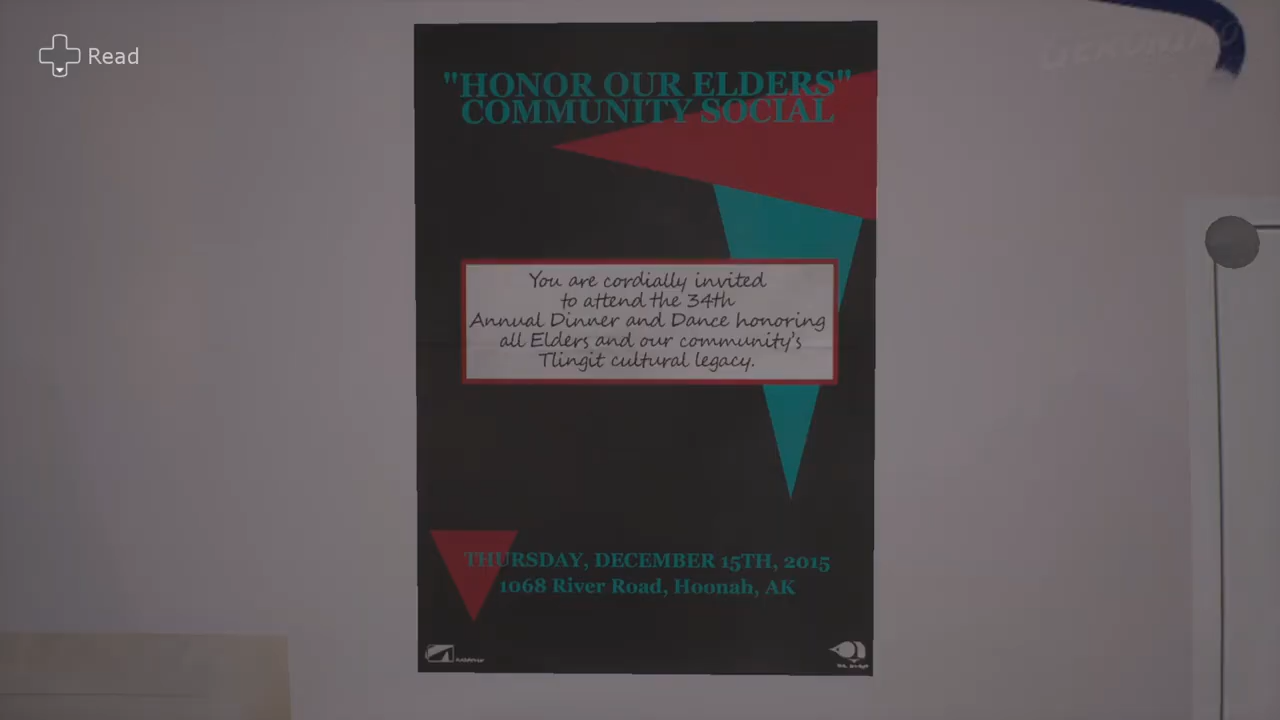 Read
"HONOR OUR ELDERS"
COMMUNITY SOCIAL
You are cordially invited
to attend the 34th
Annual Dinner and Dance honoring
all Elders and our community's
Tlingit cultural legacy.
THURSDAY, DECEMBER 15TH, 2015
1068 River Road, Hoonah, AK
GERONIMO